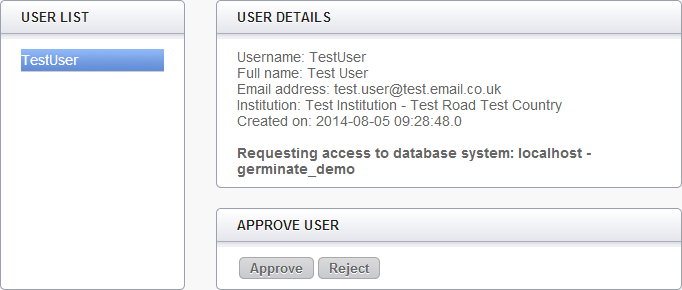 USER LIST
TestUser
USER DETAILS
Username: TestUser
Full name: Test User
Email address: test.user@test.email.co.uk
Institution: Test Institution - Test Road Test Country
Created on: 2014-08-05 09:28:48.0
Requesting access to database system: localhost -
germinate_demo
APPROVE USER
Approve Reject